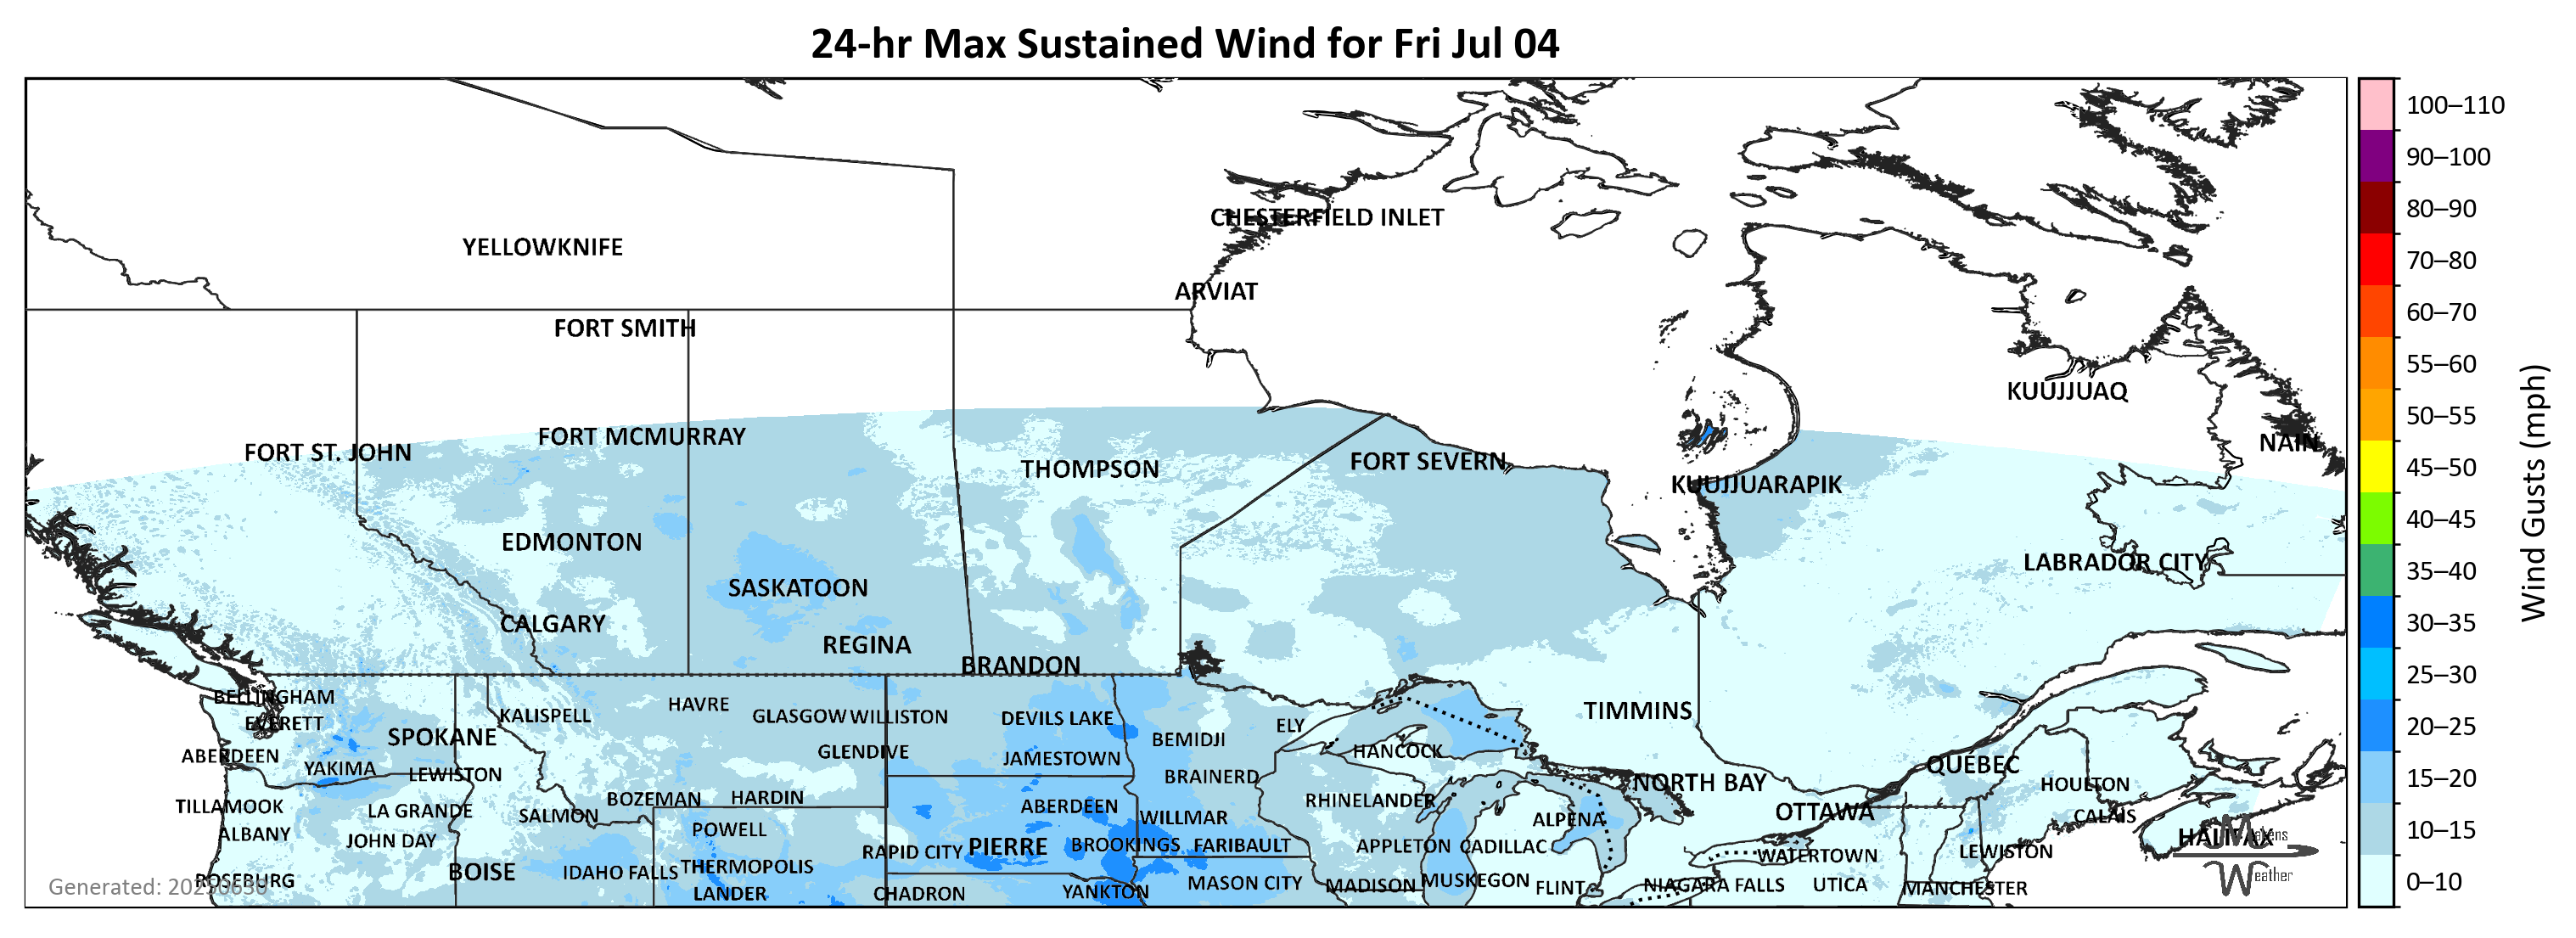 24-hr Max Sustained Wind for Fri Jul 04
100–110
90–100
80–90
70–80
60–70
55–60
50–55
45–50
40–45
35–40
30–35
25–30
20–25
15–20
10–15
0–10
Wind Gusts (mph)
CHESTERFIELD INLET
YELLOWKNIFE
ARVIAT
FORT SMITH
KUUJJUAQ
FORT MCMURRAY
NAIN
FORT ST. JOHN
FORT SEVERN
THOMPSON
KUUJJUARAPIK
EDMONTON
LABRADOR CITY
SASKATOON
CALGARY
REGINA
BRANDON
BELLINGHAM
HAVRE
TIMMINS
KALISPELL
GLASGOW
WILLISTON
DEVILS LAKE
EVERETT
ELY
SPOKANE
BEMIDJI
GLENDIVE
HANCOCK
ABERDEEN
JAMESTOWN
QUEBEC
YAKIMA
LEWISTON
BRAINERD
NORTH BAY
HOULTON
BOZEMAN
HARDIN
RHINELANDER
TILLAMOOK
LA GRANDE
ABERDEEN
OTTAWA
SALMON
WILLMAR
CALAIS
ALPENA
POWELL
ALBANY
JOHN DAY
HALIFAX
Makens
Weather
PIERRE
BROOKINGS
FARIBAULT
APPLETON
CADILLAC
RAPID CITY
LEWISTON
WATERTOWN
THERMOPOLIS
BOISE
IDAHO FALLS
ROSEBURG
MUSKEGON
MASON CITY
MADISON
NIAGARA FALLS
UTICA
FLINT
MANCHESTER
YANKTON
LANDER
CHADRON
Generated: 20250630